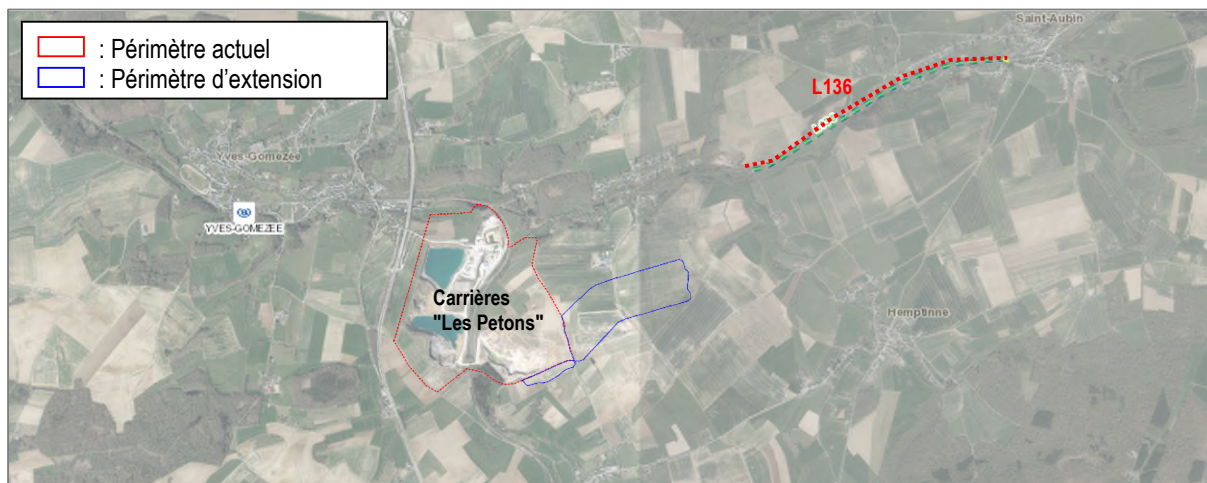 : Périmètre actuel
: Périmètre d'extension
Saint-Aubin
L136
Yves-Gomezée
YVES-GOMEZEE
Carrières
"Les Petons"
Hemptinne